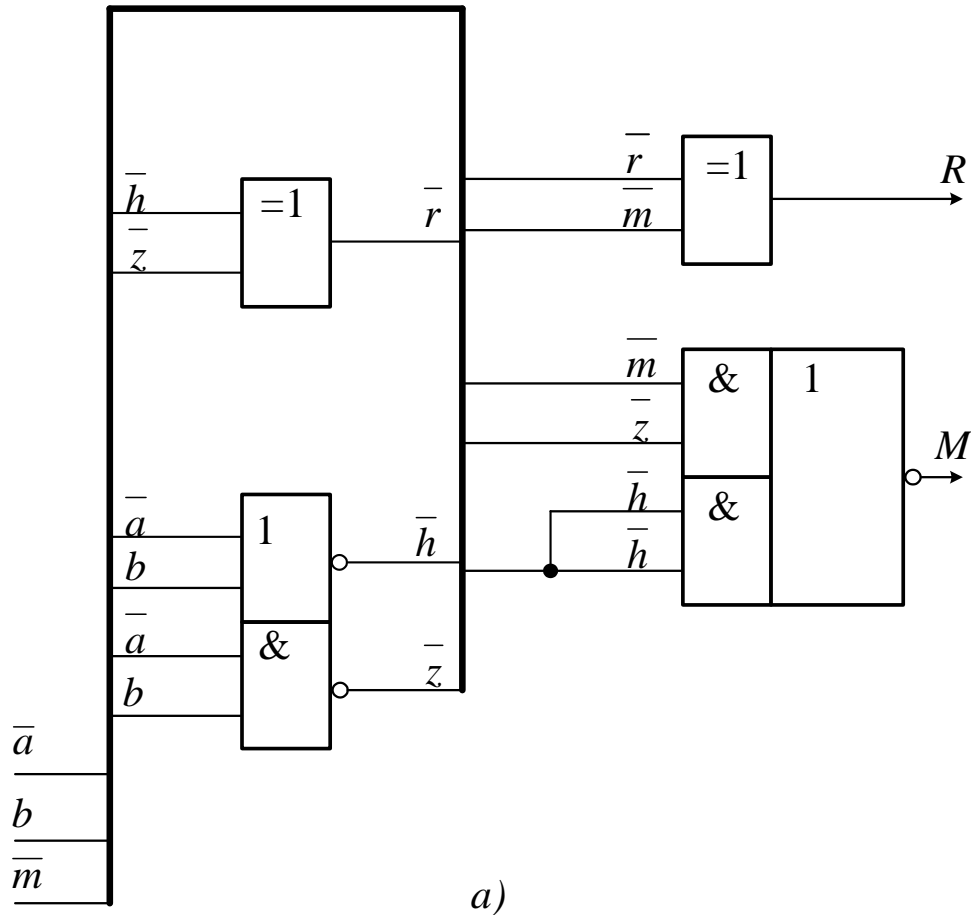 h̅ =1 r̅ r̅ =1 R
z̅ m̅
m̅ & 1
z̅ M
a̅ 1 h̅ h̅ &
b h̅
a̅ & z̅
b
a̅
b
m̅
a)